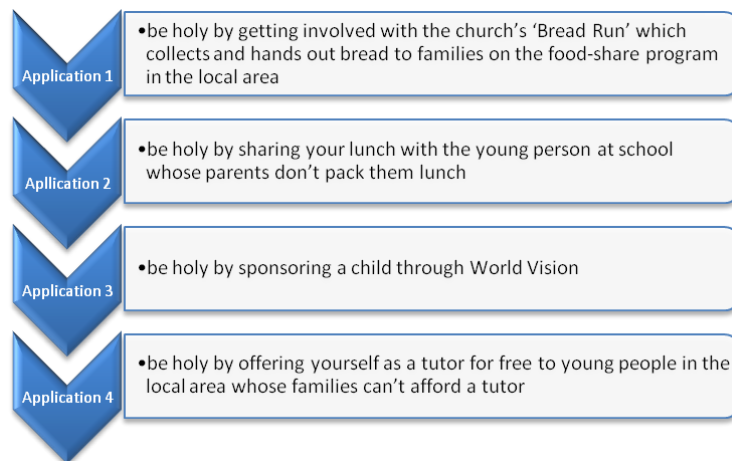 Application 1
•be holy by getting involved with the church's 'Bread Run' which
collects and hands out bread to families on the food-share program
in the local area
Apllication 2
•be holy by sharing your lunch with the young person at school
whose parents don't pack them lunch
Application 3
•be holy by sponsoring a child through World Vision
Application 4
•be holy by offering yourself as a tutor for free to young people in the
local area whose families can't afford a tutor